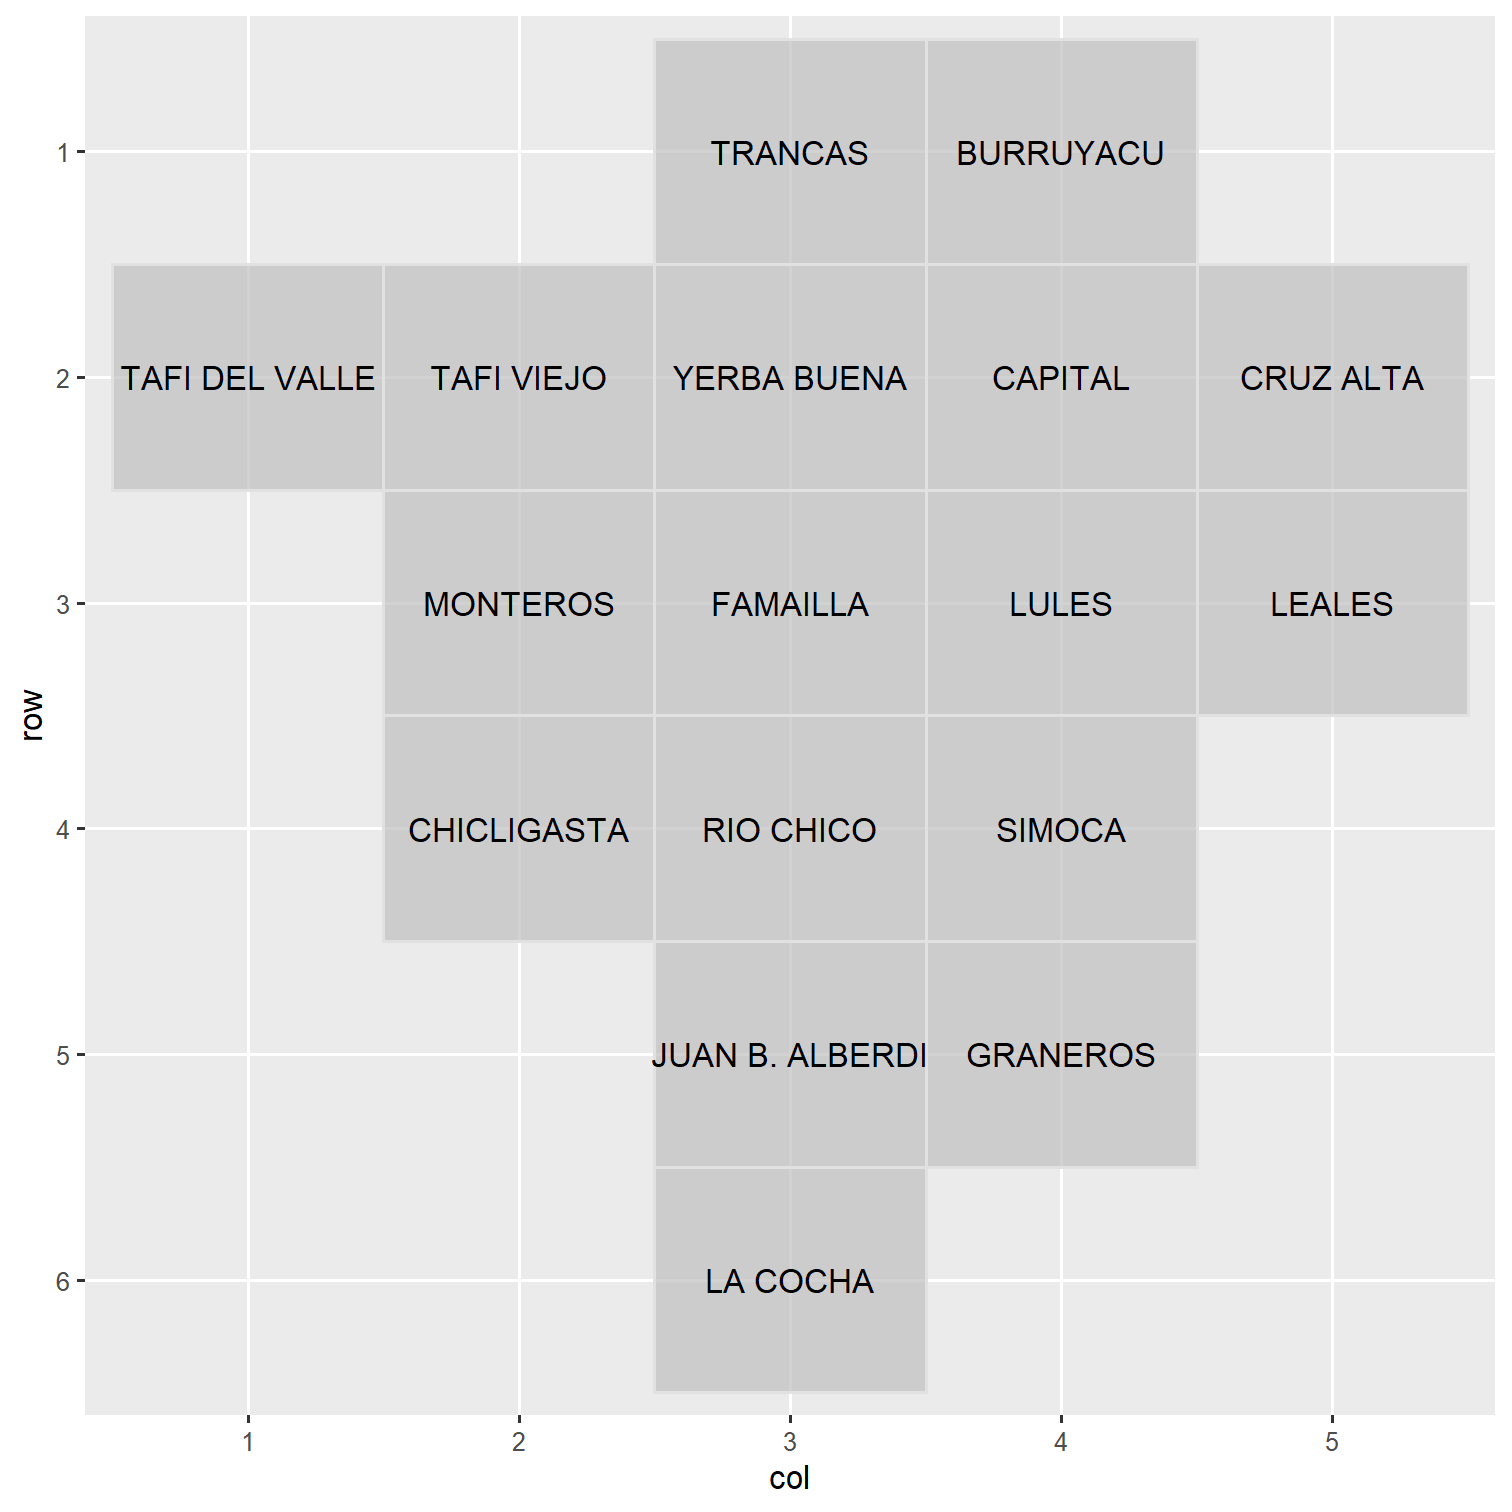 TRANCAS BURRUYACU
1
TAFI DEL VALLE TAFI VIEJO YERBA BUENA CAPITAL CRUZ ALTA
2
MONTEROS FAMAILLA LULES LEALES
3
row
CHICLIGASTA RIO CHICO SIMOCA
4
JUAN B. ALBERDI GRANEROS
5
LA COCHA
6
1 2 3 4 5
col